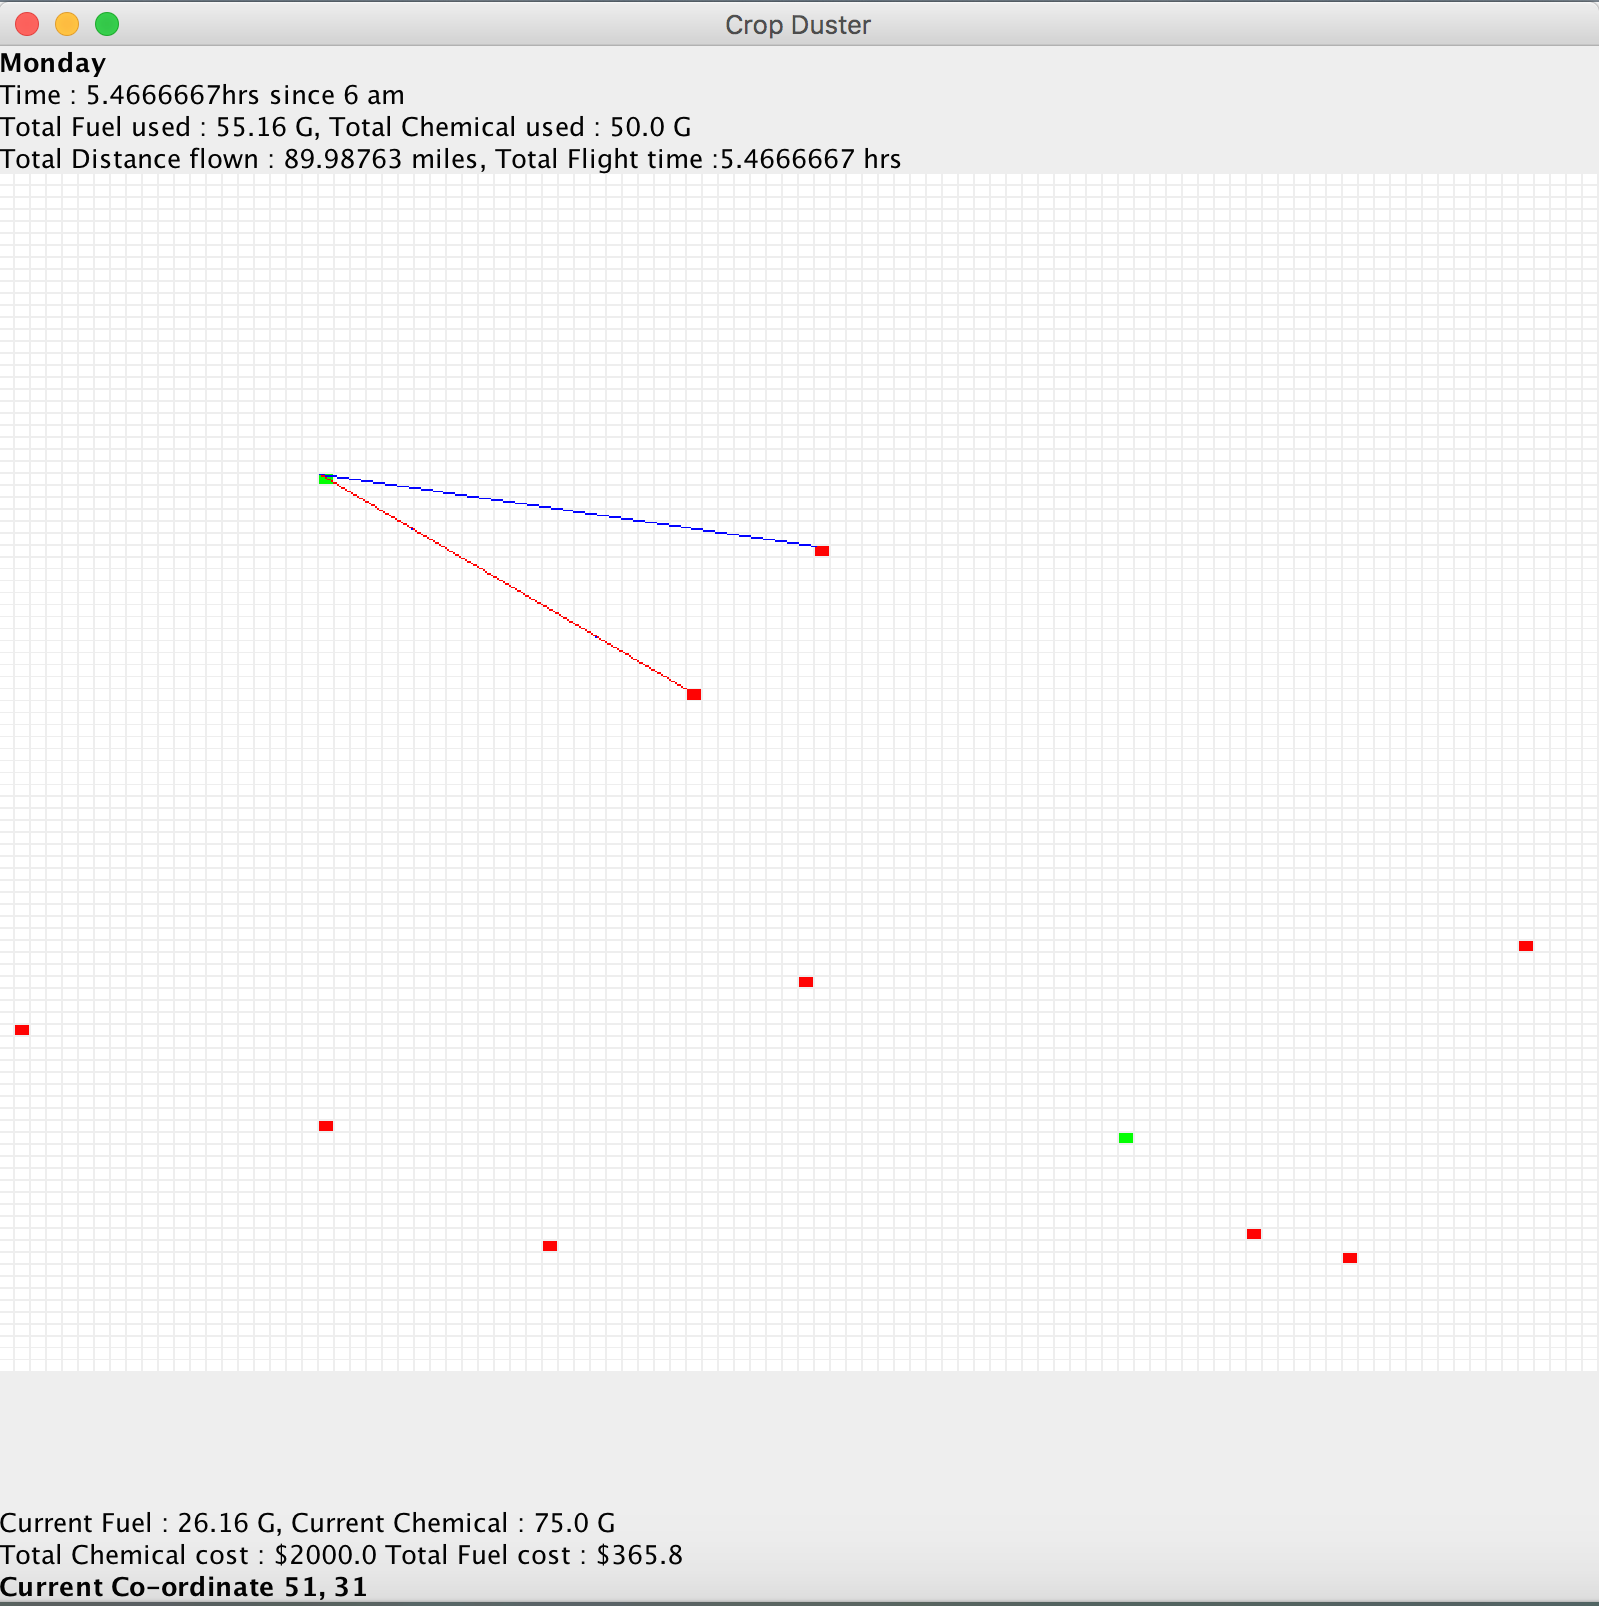 Crop Duster
Monday
Time : 5.4666667hrs since 6 am
Total Fuel used : 55.16 G, Total Chemical used : 50.0 G
Total Distance flown : 89.98763 miles, Total Flight time :5.4666667 hrs
Current Fuel : 26.16 G, Current Chemical : 75.0 G
Total Chemical cost : $2000.0 Total Fuel cost : $365.8
Current Co-ordinate 51, 31